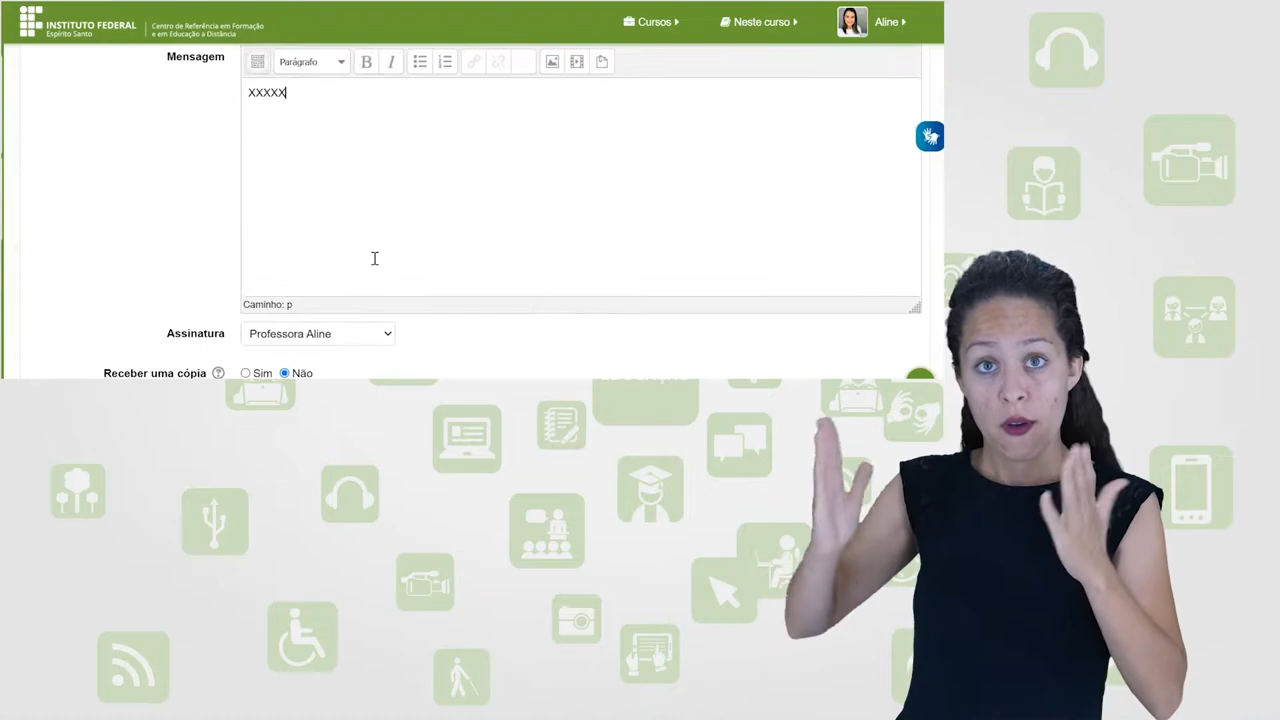 INSTITUTO FEDERAL
Espírito Santo
Centro de Referência em Formação
e em Educação a Distância
Cursos
Neste curso
Aline
Mensagem
Parágrafo
B I
XXXXX
Caminho: p
Assinatura
Professora Aline
Receber uma cópia ?
Sim Não